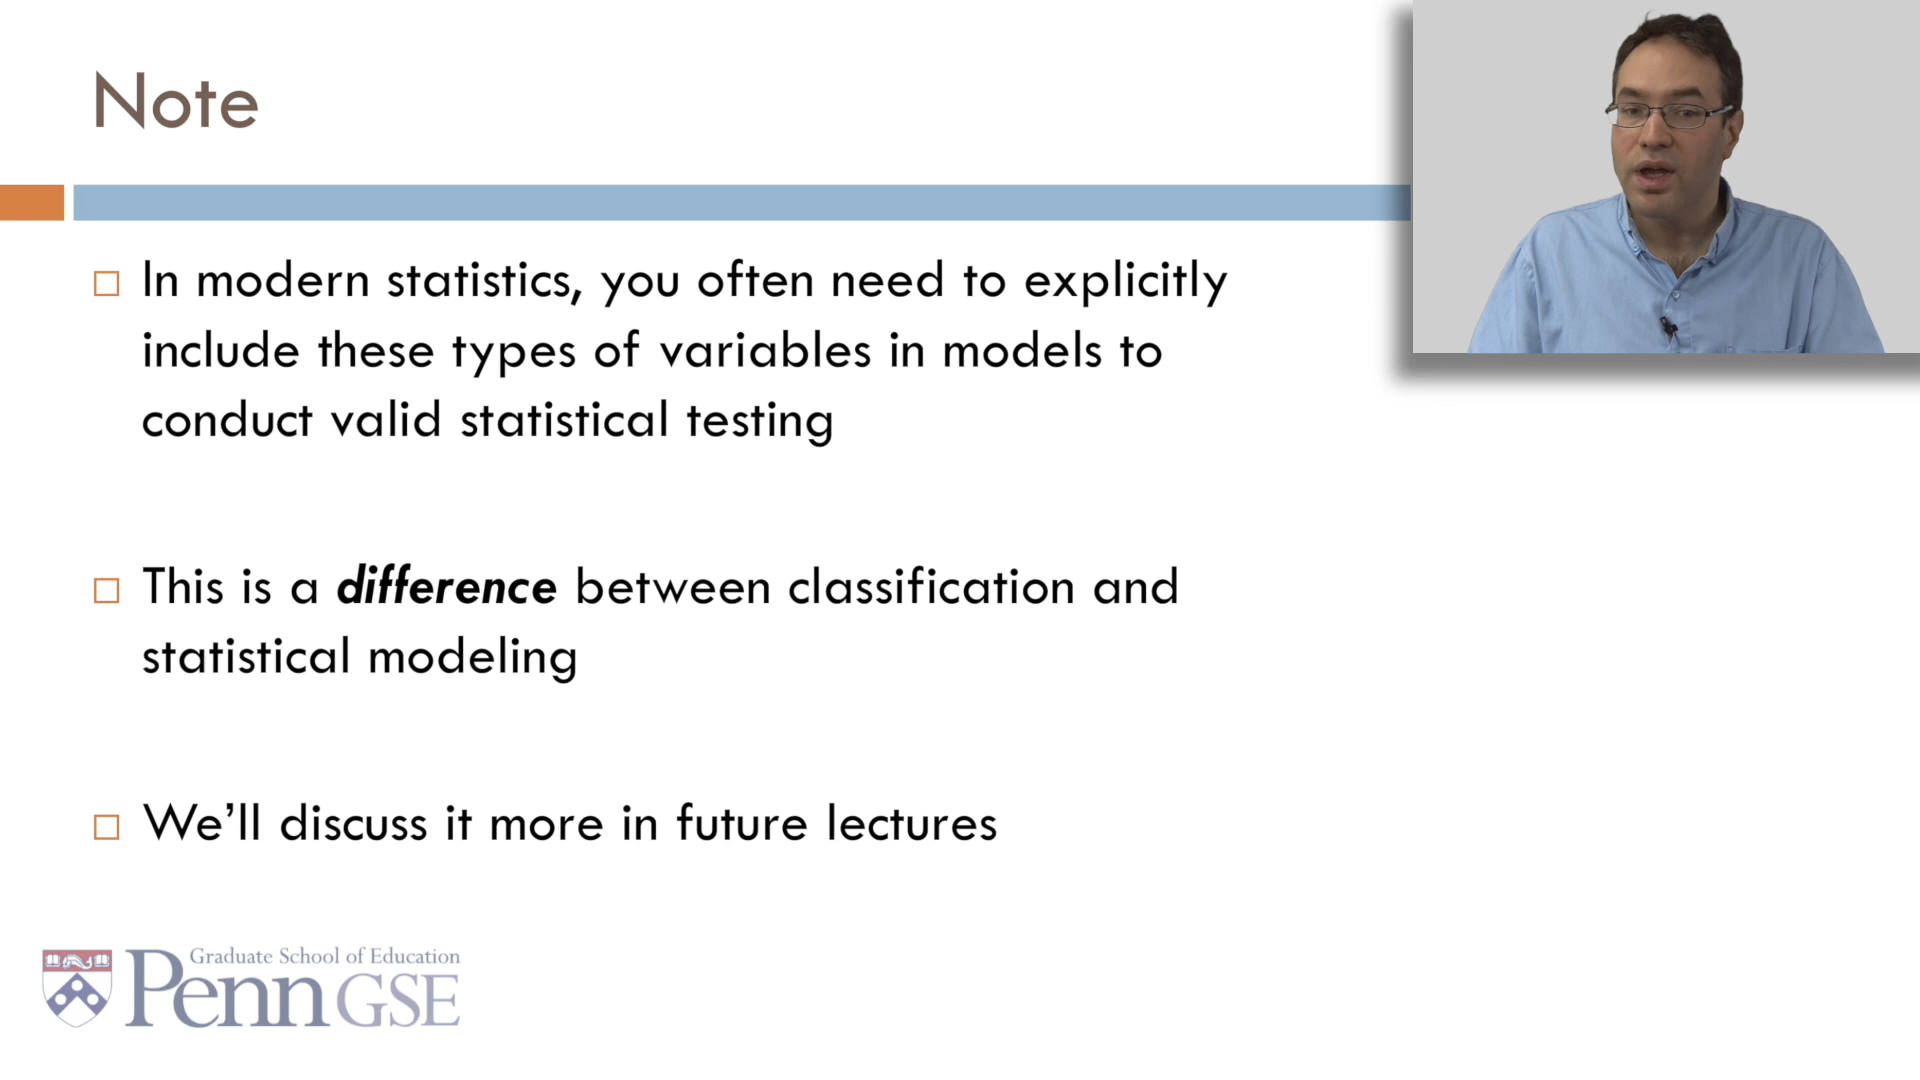 Note
In modern statistics, you often need to explicitly
include these types of variables in models to
conduct valid statistical testing
This is a difference between classification and
statistical modeling
We’ll discuss it more in future lectures
Graduate School of Education
Penn GSE